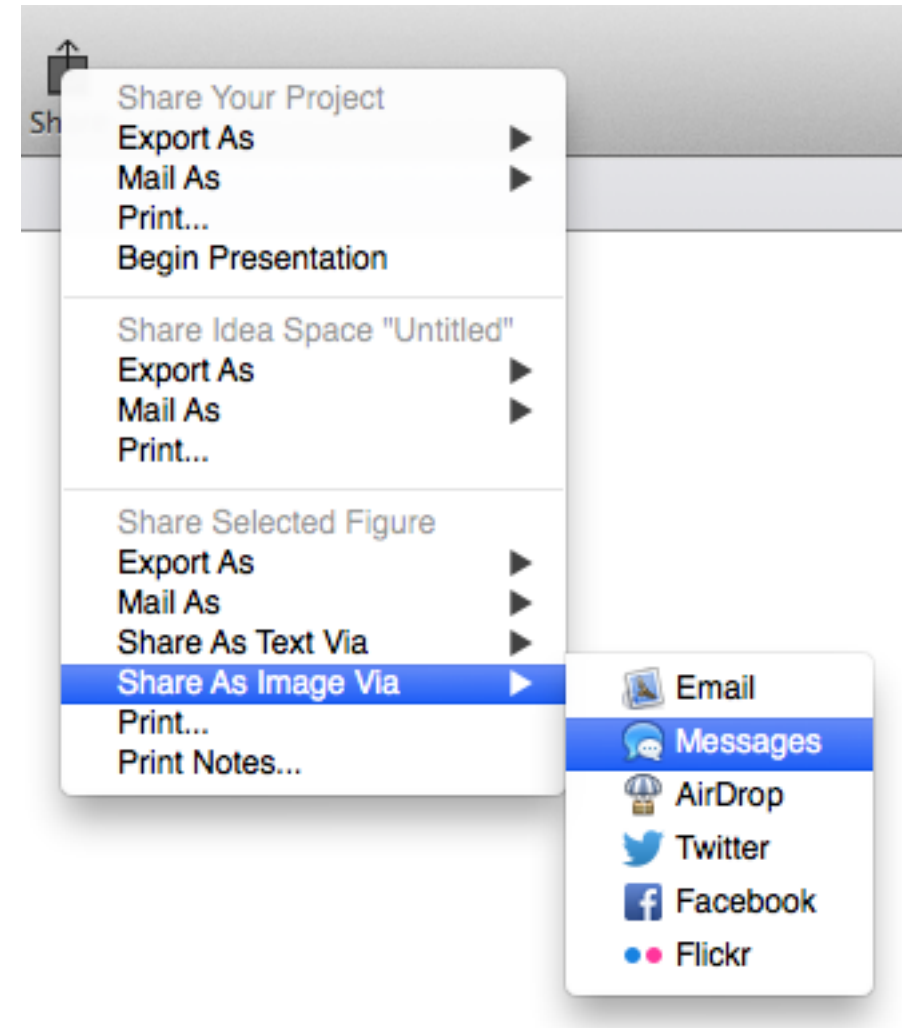 Share Your Project
Export As
Mail As
Print...
Begin Presentation
Share Idea Space "Untitled"
Export As
Mail As
Print...
Share Selected Figure
Export As
Mail As
Share As Text Via
Share As Image Via
Print...
Print Notes...
Email
Messages
AirDrop
Twitter
Facebook
Flickr